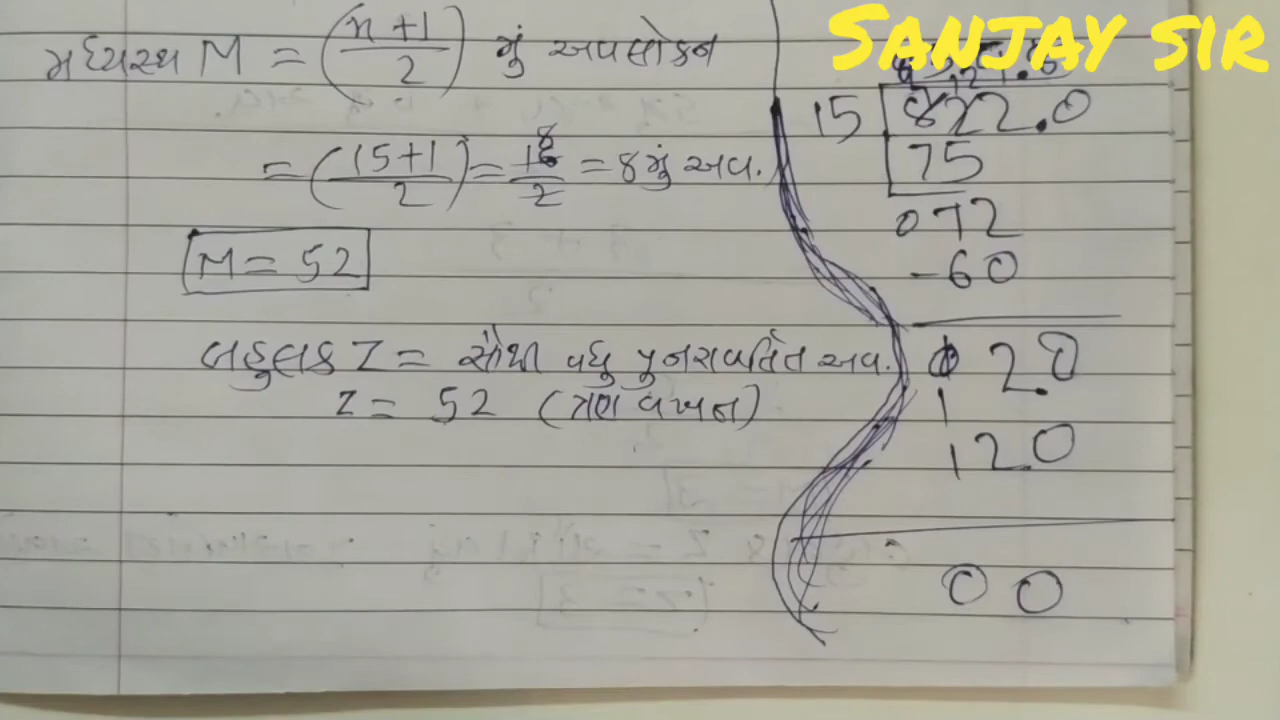 SANJAY SIR
મધ્યસ્થ M = (n+1/2) નું અવલોકન
= (15+1/2) = 16/2 = 8મું અવ.
M = 52
બહુલક Z = સૌથી વધુ પુનરાવર્તિત અવ.
Z = 52 (ત્રણ વખત)
15 822.0
75
072
-60
120
120
00